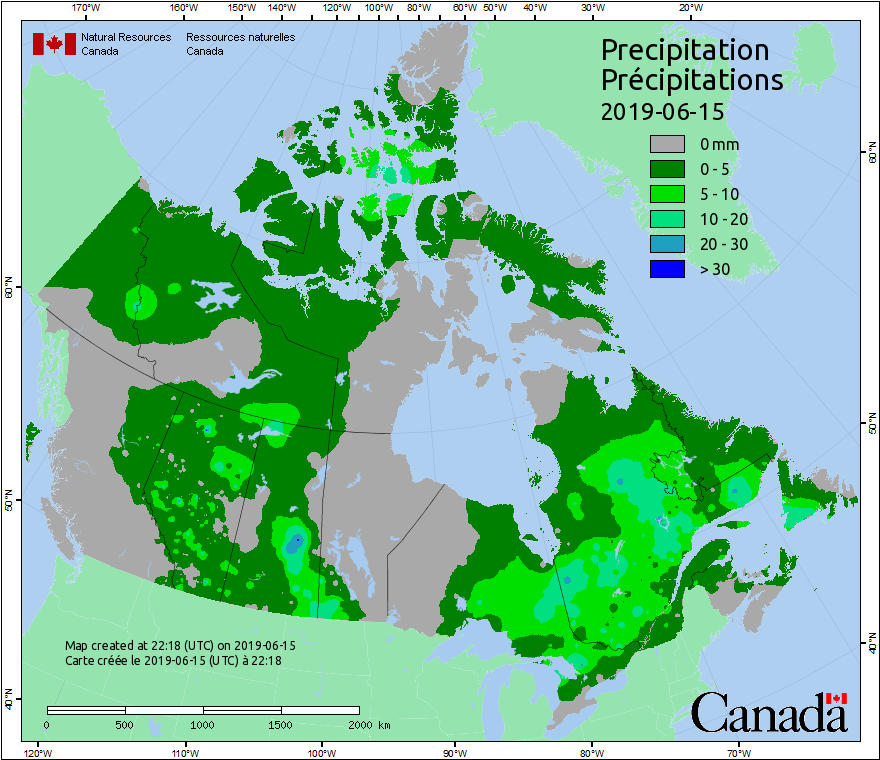 170°W 160°W 150°W 140°W 130°W 120°W 110°W 100°W 90°W 80°W 60°W 50°W 40°W 30°W 20°W
Natural Resources Canada
Ressources naturelles Canada
Precipitation
Précipitations
2019-06-15
0 mm
0 - 5
5 - 10
10 - 20
20 - 30
> 30
60°N
60°N
50°N
50°N
40°N
40°N
Map created at 22:18 (UTC) on 2019-06-15
Carte créée le 2019-06-15 (UTC) à 22:18
0 500 1000 1500 2000 km
Canada
120°W 110°W 100°W 90°W 80°W 70°W